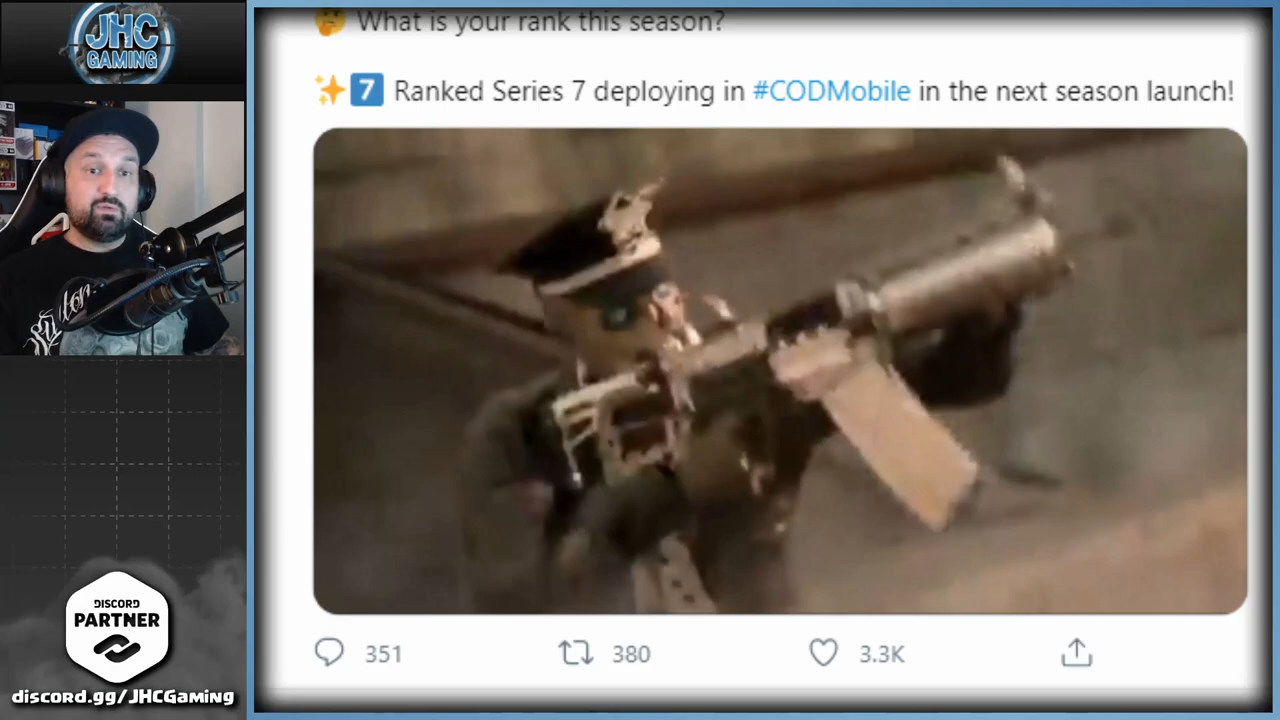 JHC
GAMING
🤔 What is your rank this season?
✨7️⃣ Ranked Series 7 deploying in #CODMobile in the next season launch!
351
380
3.3K
DISCORD
PARTNER
discord.gg/JHCGaming